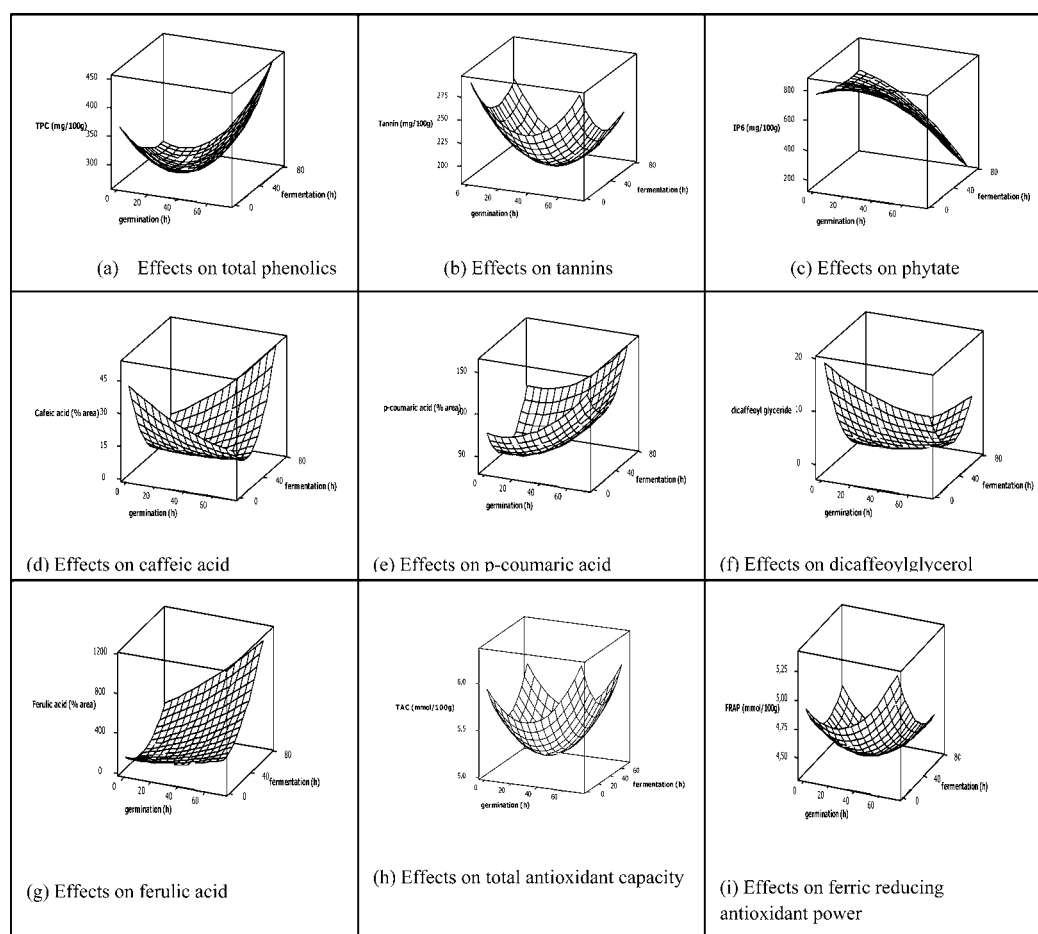 450
400
350
300
TPC (mg/100g)
0
20
40
60
germination (h)
0
40
80
fermentation (h)
(a) Effects on total phenolics
275
250
225
200
Tannin (mg/100g)
0
20
40
60
germination (h)
0
40
80
fermentation (h)
(b) Effects on tannins
800
600
400
200
IP6 (mg/100g)
0
20
40
60
germination (h)
0
40
80
fermentation (h)
(c) Effects on phytate
45
30
15
0
Cafeic acid (% area)
0
20
40
60
germination (h)
0
40
80
fermentation (h)
(d) Effects on caffeic acid
150
50
p-coumaric acid (% area)
0
20
40
60
germination (h)
0
40
80
fermentation (h)
(e) Effects on p-coumaric acid
20
0
dicaffeoyl glyceride
0
20
40
60
germination (h)
0
40
80
fermentation (h)
(f) Effects on dicaffeoylglycerol
1200
800
400
0
Ferulic acid (% area)
0
20
40
60
germination (h)
0
40
80
fermentation (h)
(g) Effects on ferulic acid
6,0
5,5
5,0
TAC (mmol/100g)
0
20
40
60
germination (h)
0
20
40
60
fermentation (h)
(h) Effects on total antioxidant capacity
5,25
5,00
4,75
4,50
FRAP (mmol/100g)
0
20
40
60
germination (h)
0
40
80
fermentation (h)
(i) Effects on ferric reducing
antioxidant power